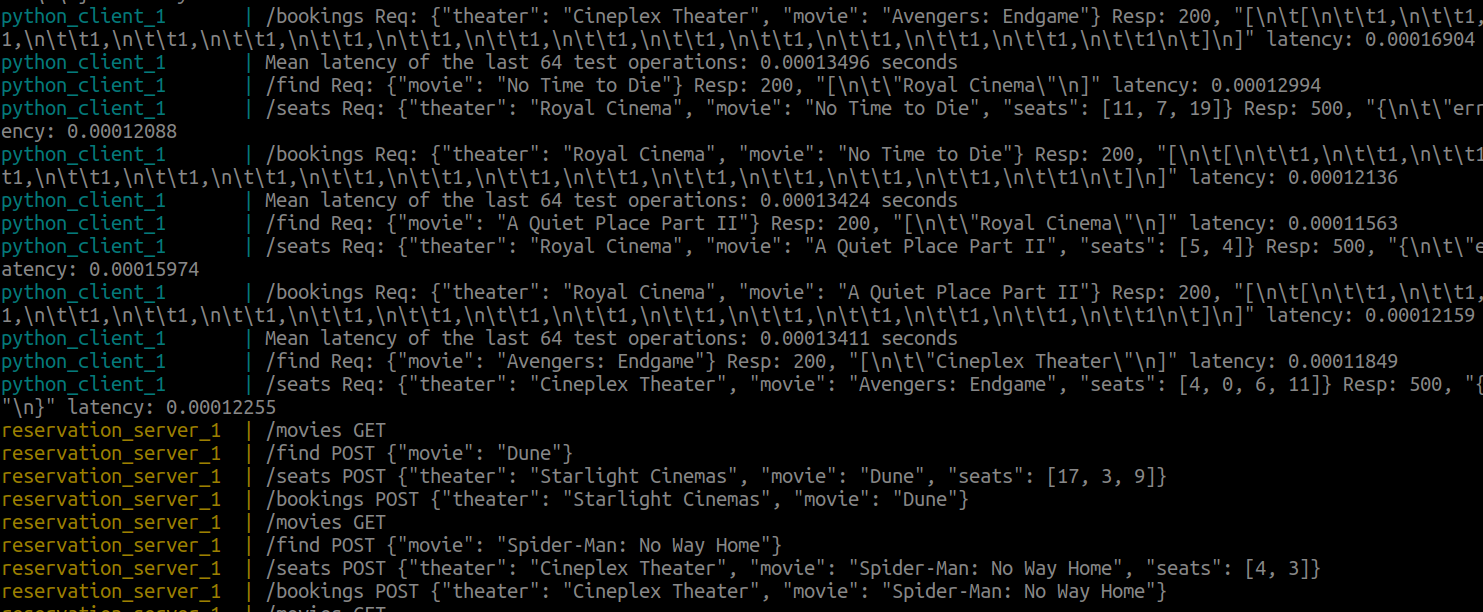 python_client_1       | /bookings Req: {"theater": "Cineplex Theater", "movie": "Avengers: Endgame"} Resp: 200, "[\n\t[\n\t\t1,\n\t\t1,
1,\n\t\t1,\n\t\t1,\n\t\t1,\n\t\t1,\n\t\t1,\n\t\t1,\n\t\t1,\n\t\t1,\n\t\t1,\n\t\t1,\n\t\t1,\n\t\t1\n\t]\n]" latency: 0.00016904
python_client_1       | Mean latency of the last 64 test operations: 0.00013496 seconds
python_client_1       | /find Req: {"movie": "No Time to Die"} Resp: 200, "[\n\t\"Royal Cinema\"\n]" latency: 0.00012994
python_client_1       | /seats Req: {"theater": "Royal Cinema", "movie": "No Time to Die", "seats": [11, 7, 19]} Resp: 500, "{\n\t\"err
ency: 0.00012088
python_client_1       | /bookings Req: {"theater": "Royal Cinema", "movie": "No Time to Die"} Resp: 200, "[\n\t[\n\t\t1,\n\t\t1,\n\t\t1
t1,\n\t\t1,\n\t\t1,\n\t\t1,\n\t\t1,\n\t\t1,\n\t\t1,\n\t\t1,\n\t\t1,\n\t\t1,\n\t\t1,\n\t\t1,\n\t\t1\n\t]\n]" latency: 0.00012136
python_client_1       | Mean latency of the last 64 test operations: 0.00013424 seconds
python_client_1       | /find Req: {"movie": "A Quiet Place Part II"} Resp: 200, "[\n\t\"Royal Cinema\"\n]" latency: 0.00011563
python_client_1       | /seats Req: {"theater": "Royal Cinema", "movie": "A Quiet Place Part II", "seats": [5, 4]} Resp: 500, "{\n\t\"e
atency: 0.00015974
python_client_1       | /bookings Req: {"theater": "Royal Cinema", "movie": "A Quiet Place Part II"} Resp: 200, "[\n\t[\n\t\t1,\n\t\t1,
1,\n\t\t1,\n\t\t1,\n\t\t1,\n\t\t1,\n\t\t1,\n\t\t1,\n\t\t1,\n\t\t1,\n\t\t1,\n\t\t1,\n\t\t1,\n\t\t1\n\t]\n]" latency: 0.00012159
python_client_1       | Mean latency of the last 64 test operations: 0.00013411 seconds
python_client_1       | /find Req: {"movie": "Avengers: Endgame"} Resp: 200, "[\n\t\"Cineplex Theater\"\n]" latency: 0.00011849
python_client_1       | /seats Req: {"theater": "Cineplex Theater", "movie": "Avengers: Endgame", "seats": [4, 0, 6, 11]} Resp: 500, "{
"\n}" latency: 0.00012255
reservation_server_1  | /movies GET
reservation_server_1  | /find POST {"movie": "Dune"}
reservation_server_1  | /seats POST {"theater": "Starlight Cinemas", "movie": "Dune", "seats": [17, 3, 9]}
reservation_server_1  | /bookings POST {"theater": "Starlight Cinemas", "movie": "Dune"}
reservation_server_1  | /movies GET
reservation_server_1  | /find POST {"movie": "Spider-Man: No Way Home"}
reservation_server_1  | /seats POST {"theater": "Cineplex Theater", "movie": "Spider-Man: No Way Home", "seats": [4, 3]}
reservation_server_1  | /bookings POST {"theater": "Cineplex Theater", "movie": "Spider-Man: No Way Home"}